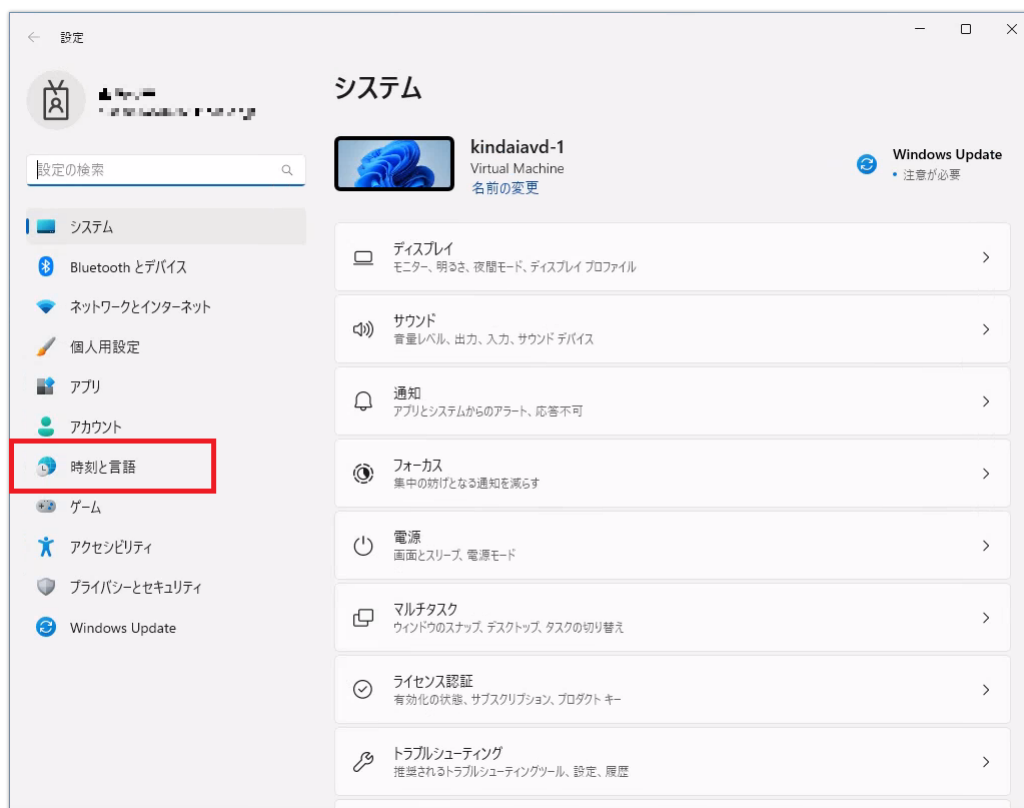 設定
システム
kindaiavd-1
Virtual Machine
名前の変更
Windows Update
• 注意が必要
設定の検索
システム
Bluetooth とデバイス
ネットワークとインターネット
個人用設定
アプリ
アカウント
時刻と言語
ゲーム
アクセシビリティ
プライバシーとセキュリティ
Windows Update
ディスプレイ
モニター、明るさ、夜間モード、ディスプレイ プロファイル
サウンド
音量レベル、出力、入力、サウンド デバイス
通知
アプリとシステムからのアラート、応答不可
フォーカス
集中の妨げとなる通知を減らす
電源
画面とスリープ、電源モード
マルチタスク
ウィンドウのスナップ、デスクトップ、タスクの切り替え
ライセンス認証
有効化の状態、サブスクリプション、プロダクト キー
トラブルシューティング
推奨されるトラブルシューティングツール、設定、履歴